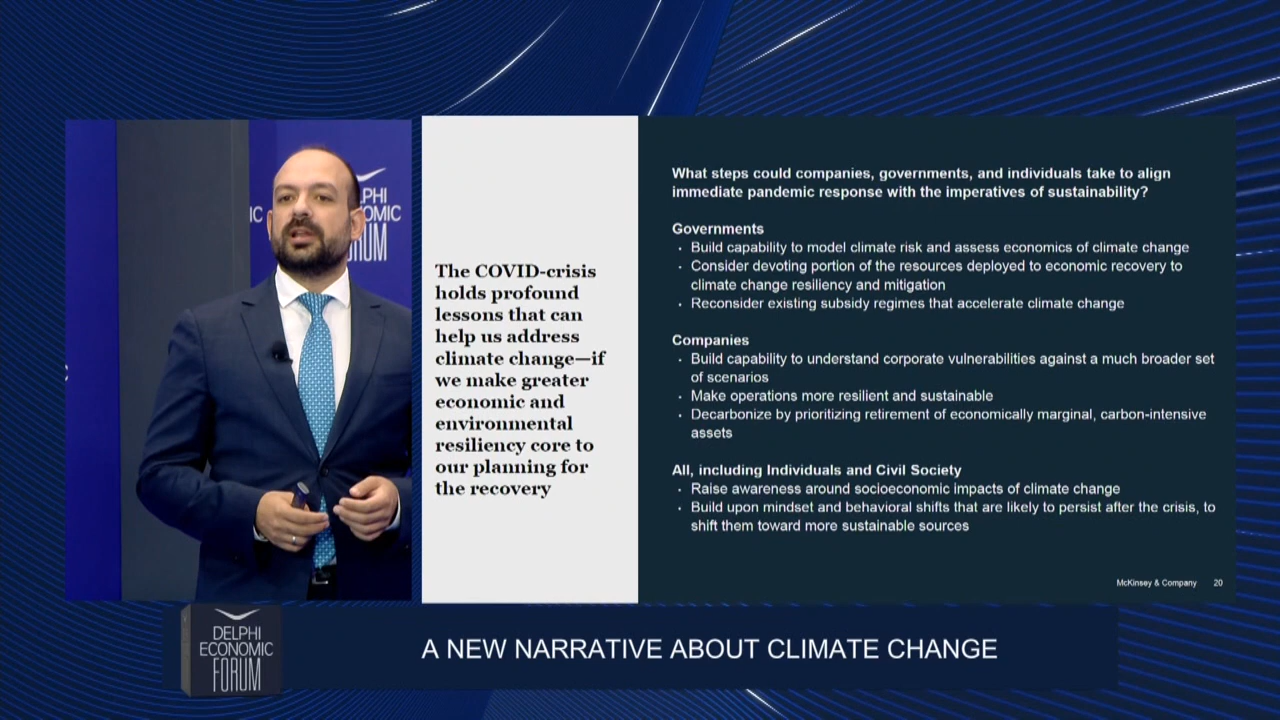 DELPHI
ECONOMIC
FORUM
IC
The COVID-crisis
holds profound
lessons that can
help us address
climate change—if
we make greater
economic and
environmental
resiliency core to
our planning for
the recovery
What steps could companies, governments, and individuals take to align
immediate pandemic response with the imperatives of sustainability?
Governments
· Build capability to model climate risk and assess economics of climate change
· Consider devoting portion of the resources deployed to economic recovery to
climate change resiliency and mitigation
· Reconsider existing subsidy regimes that accelerate climate change
Companies
· Build capability to understand corporate vulnerabilities against a much broader set
of scenarios
· Make operations more resilient and sustainable
· Decarbonize by prioritizing retirement of economically marginal, carbon-intensive
assets
All, including Individuals and Civil Society
· Raise awareness around socioeconomic impacts of climate change
· Build upon mindset and behavioral shifts that are likely to persist after the crisis, to
shift them toward more sustainable sources
McKinsey & Company 20
DELPHI
ECONOMIC
FORUM
A NEW NARRATIVE ABOUT CLIMATE CHANGE